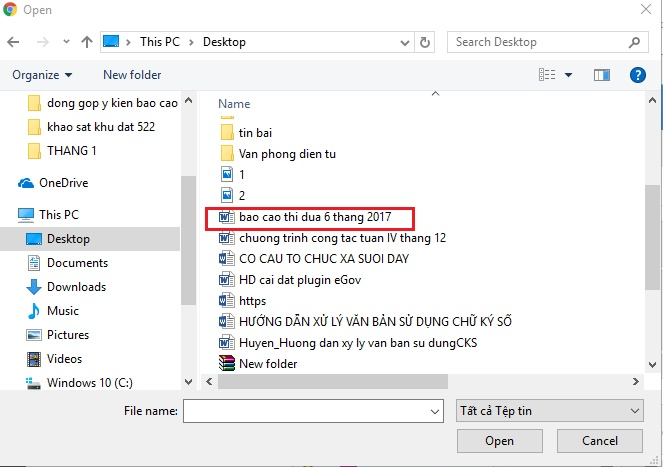 Open
This PC
Desktop
Search Desktop
Organize
New folder
dong gop y kien bao cao
khao sat khu dat 522
THANG 1
OneDrive
This PC
Desktop
Documents
Downloads
Music
Pictures
Videos
Windows 10 (C:)
Name
tin bai
Van phong dien tu
1
2
bao cao thi dua 6 thang 2017
chuong trinh cong tac tuan IV thang 12
CO CAU TO CHUC XA SUOI DAY
HD cai dat plugin eGov
https
HƯỚNG DẪN XỬ LÝ VĂN BẢN SỬ DỤNG CHỮ KÝ SỐ
Huyen_Huong dan xy ly van ban su dungCKS
New folder
File name:
Tất cả Tệp tin
Open
Cancel